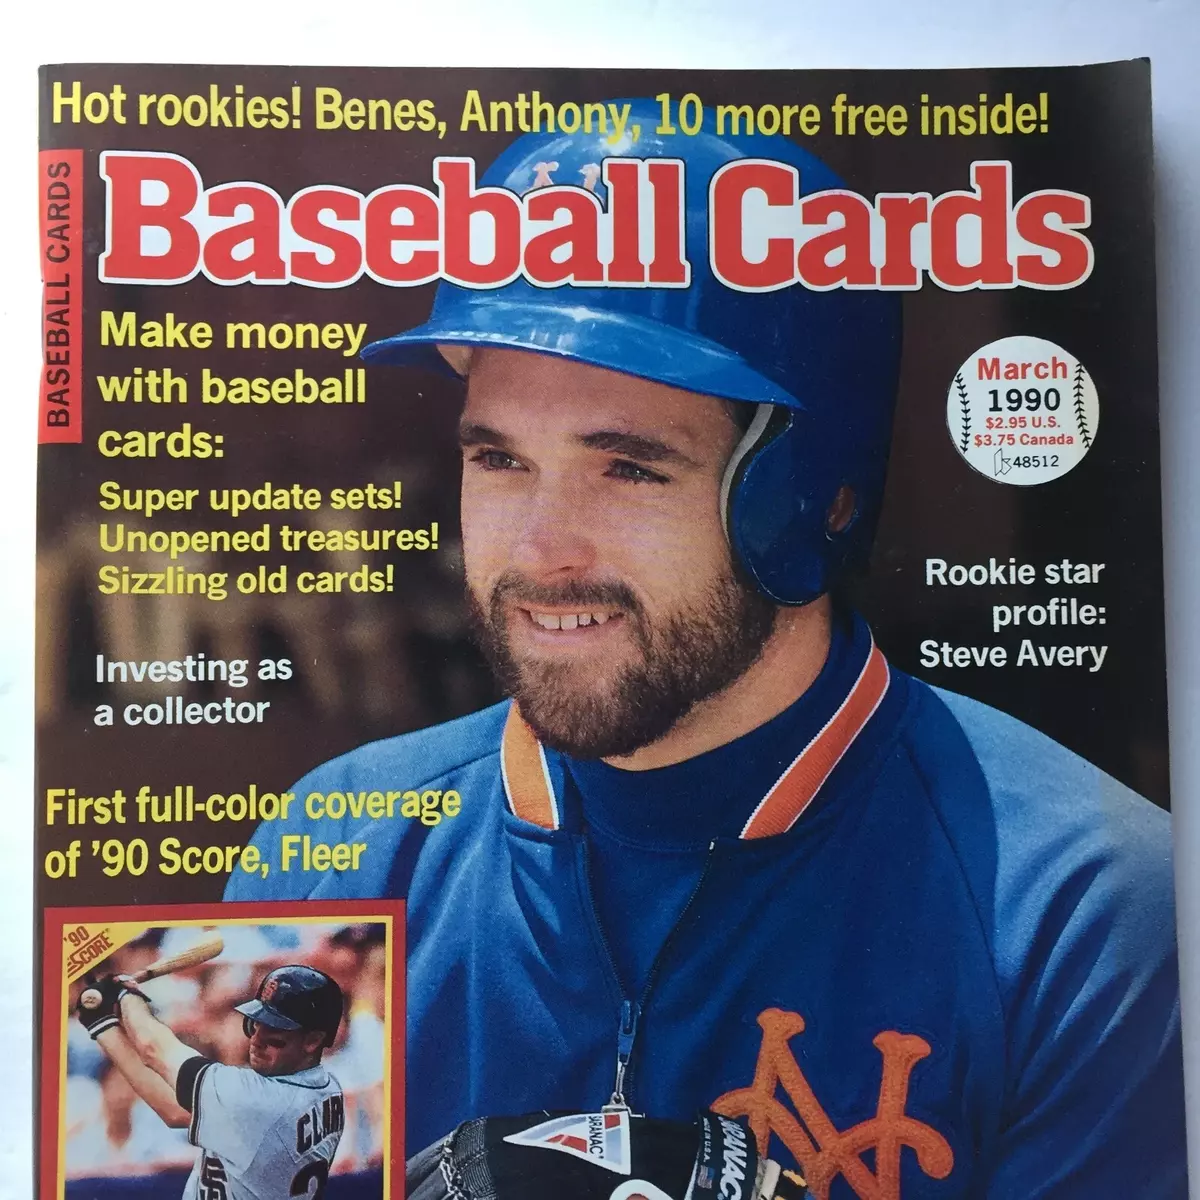 Hot rookies! Benes, Anthony, 10 more free inside!
BASEBALL CARDS
Baseball Cards
Make money
with baseball
cards:
Super update sets!
Unopened treasures!
Sizzling old cards!
March
1990
$2.95 U.S.
$3.75 Canada
48512
Rookie star
profile:
Steve Avery
Investing as
a collector
First full-color coverage
of '90 Score, Fleer
'90
SCORE
SF
NY
SARANAC